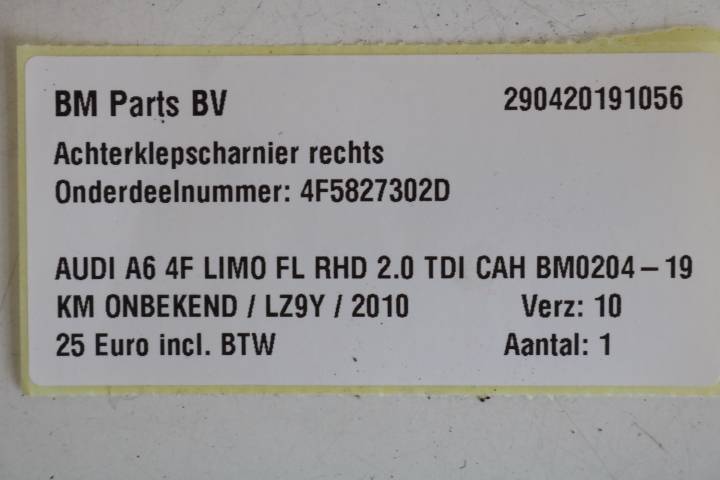 BM Parts BV 290420191056
Achterklepscharnier rechts
Onderdeelnummer: 4F5827302D
AUDI A6 4F LIMO FL RHD 2.0 TDI CAH BM0204-19
KM ONBEKEND / LZ9Y / 2010 Verz: 10
25 Euro incl. BTW Aantal: 1